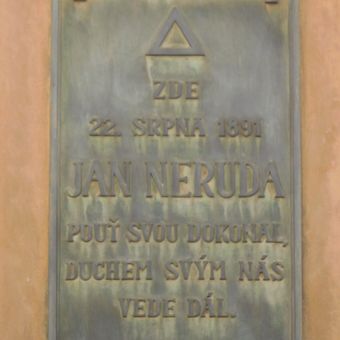 ZDE
22. SRPNA 1891
JAN NERUDA
POUŤ SVOU DOKONAL,
DUCHEM SVÝM NÁS
VEDE DÁL.